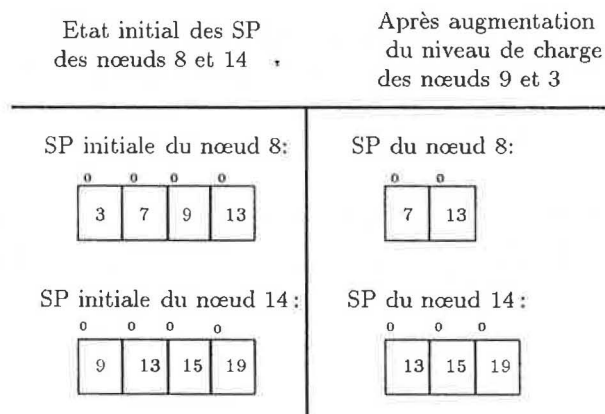 Etat initial des SP
des nœuds 8 et 14
Après augmentation
du niveau de charge
des nœuds 9 et 3
SP initiale du nœud 8:
0 0 0 0
3 7 9 13
SP du nœud 8:
0 0
7 13
SP initiale du nœud 14:
0 0 0 0
9 13 15 19
SP du nœud 14:
0 0 0
13 15 19